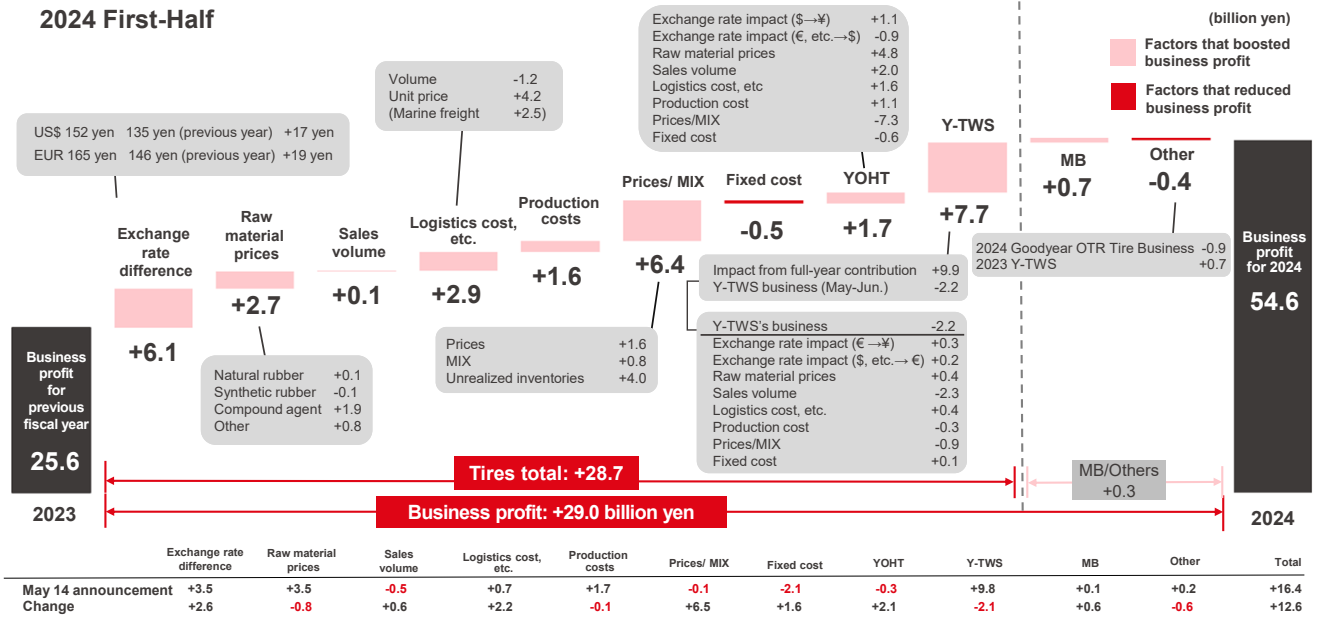 2024 First-Half
(billion yen)
Factors that boosted
business profit
Factors that reduced
business profit
US$ 152 yen 135 yen (previous year) +17 yen
EUR 165 yen 146 yen (previous year) +19 yen
Volume -1.2
Unit price +4.2
(Marine freight +2.5)
Exchange rate impact ($→¥) +1.1
Exchange rate impact (€, etc.→$) -0.9
Raw material prices +4.8
Sales volume +2.0
Logistics cost, etc +1.6
Production cost +1.1
Prices/MIX -7.3
Fixed cost -0.6
Business
profit
for
previous
fiscal year
25.6
2023
Exchange
rate
difference
+6.1
Raw
material
prices
+2.7
Natural rubber +0.1
Synthetic rubber -0.1
Compound agent +1.9
Other +0.8
Sales
volume
+0.1
Logistics cost,
etc.
+2.9
Production
costs
+1.6
Prices/ MIX
+6.4
Prices +1.6
MIX +0.8
Unrealized inventories +4.0
Fixed cost
-0.5
YOHT
+1.7
Y-TWS
+7.7
Impact from full-year contribution +9.9
Y-TWS business (May-Jun.) -2.2
Y-TWS's business -2.2
Exchange rate impact (€ →¥) +0.3
Exchange rate impact ($, etc.→ €) +0.2
Raw material prices +0.4
Sales volume -2.3
Logistics cost, etc. +0.4
Production cost -0.3
Prices/MIX -0.9
Fixed cost +0.1
MB
+0.7
Other
-0.4
2024 Goodyear OTR Tire Business -0.9
2023 Y-TWS +0.7
Business
profit
for 2024
54.6
2024
Tires total: +28.7
MB/Others
+0.3
Business profit: +29.0 billion yen
Exchange rate difference Raw material prices Sales volume Logistics cost, etc. Production costs Prices/ MIX Fixed cost YOHT Y-TWS MB Other Total
May 14 announcement +3.5 +3.5 -0.5 +0.7 +1.7 -0.1 -2.1 -0.3 +9.8 +0.1 +0.2 +16.4
Change +2.6 -0.8 +0.6 +2.2 -0.1 +6.5 +1.6 +2.1 -2.1 +0.6 -0.6 +12.6